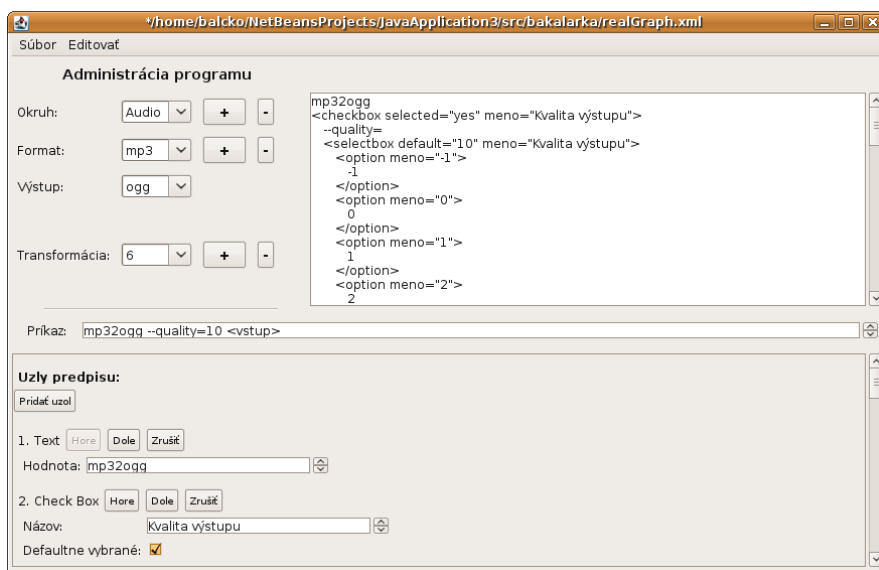 */home/balcko/NetBeansProjects/JavaApplication3/src/bakalarka/realGraph.xml
Súbor Editovať
Administrácia programu
Okruh: Audio + -
Format: mp3 + -
Výstup: ogg
Transformácia: 6 + -
mp32ogg
<checkbox selected="yes" meno="Kvalita výstupu">
--quality=
<selectbox default="10" meno="Kvalita výstupu">
<option meno="-1">
-1
</option>
<option meno="0">
0
</option>
<option meno="1">
1
</option>
<option meno="2">
2
Príkaz: mp32ogg --quality=10 <vstup>
Uzly predpisu:
Pridať uzol
1. Text Hore Dole Zrušiť
Hodnota: mp32ogg
2. Check Box Hore Dole Zrušiť
Názov: Kvalita výstupu
Defaultne vybrané: